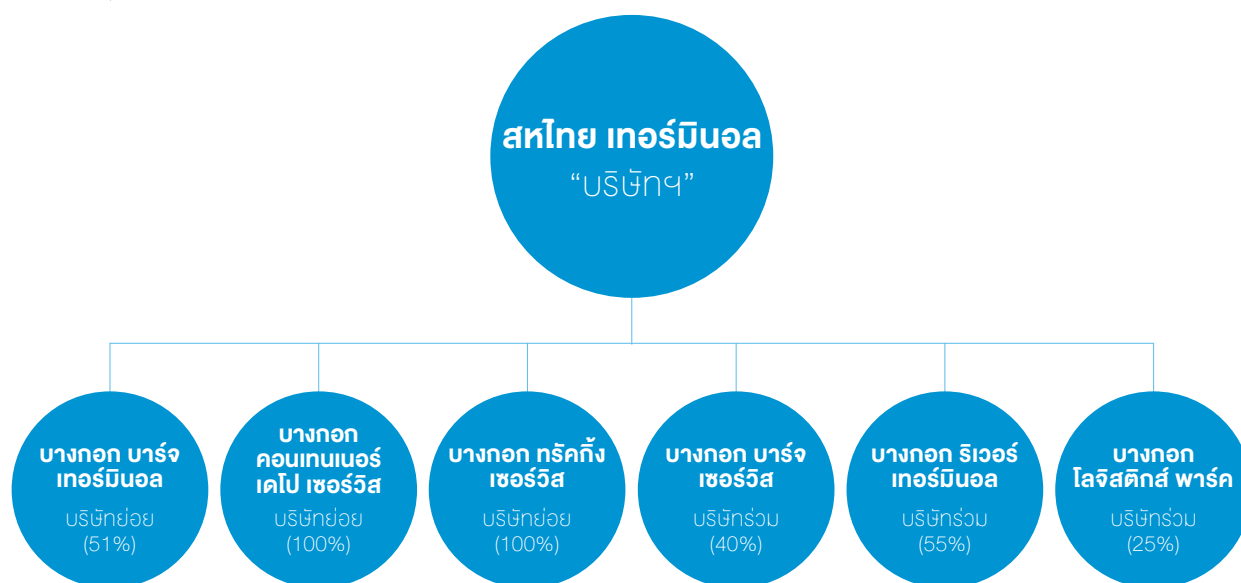 สหไทย เทอร์มินอล
“บริษัทฯ”
บางกอก บาร์จ
เทอร์มินอล
บริษัทย่อย
(51%)
บางกอก
คอนเทนเนอร์
เดโป เซอร์วิส
บริษัทย่อย
(100%)
บางกอก ทรัคกิ้ง
เซอร์วิส
บริษัทย่อย
(100%)
บางกอก บาร์จ
เซอร์วิส
บริษัทร่วม
(40%)
บางกอก ริเวอร์
เทอร์มินอล
บริษัทร่วม
(55%)
บางกอก
โลจิสติกส์ พาร์ค
บริษัทร่วม
(25%)